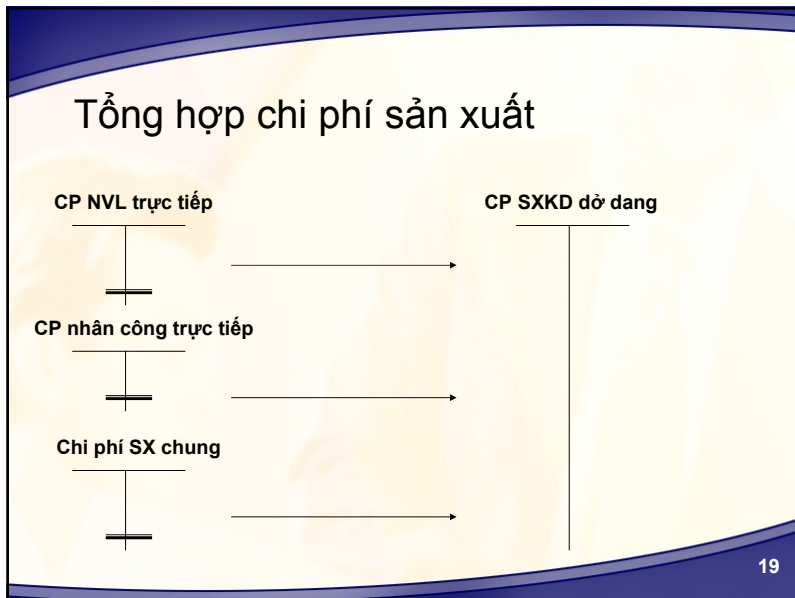 Tổng hợp chi phí sản xuất
CP NVL trực tiếp
CP SXKD dở dang
CP nhân công trực tiếp
Chi phí SX chung
19